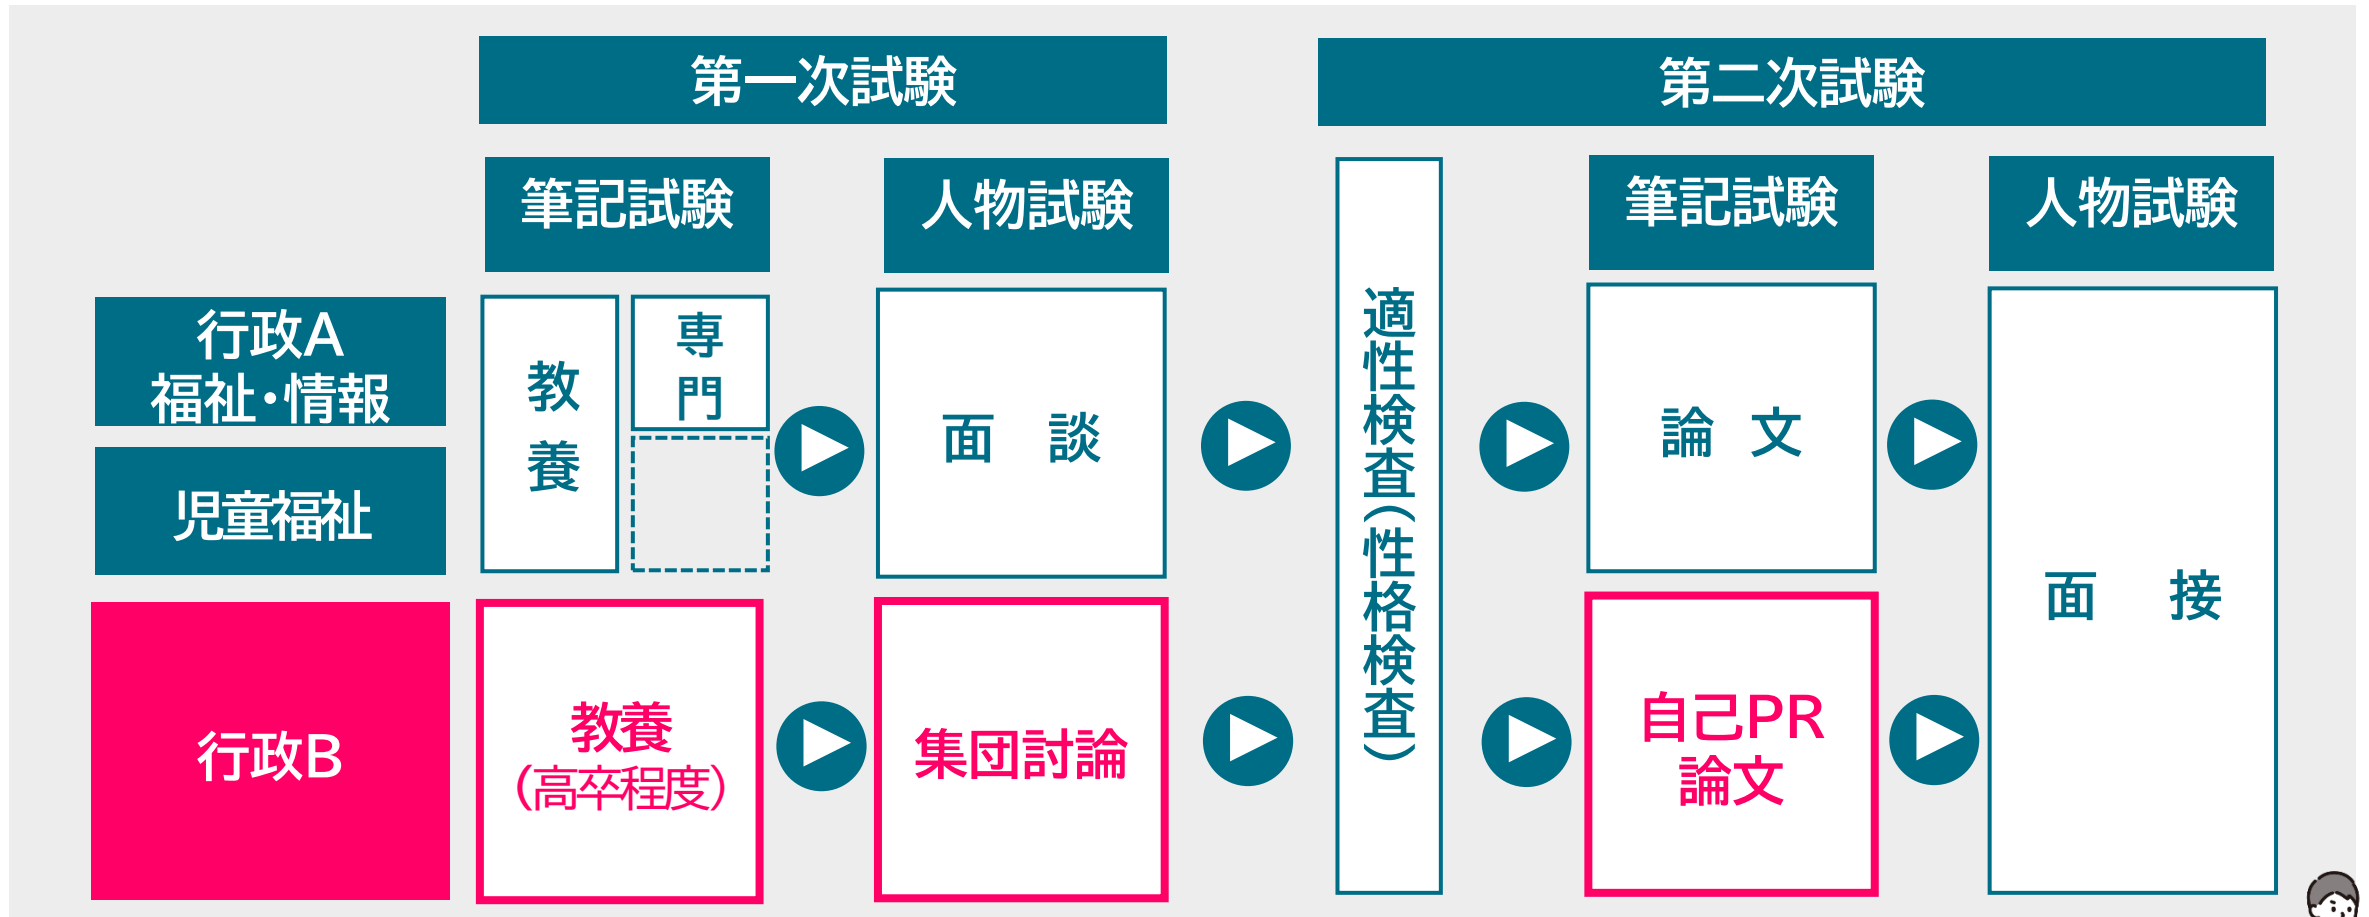 第一次試験
第二次試験
筆記試験
人物試験
筆記試験
人物試験
行政A
福祉・情報
児童福祉
教養
専門
面談
適性検査(性格検査)
論文
面接
行政B
教養
(高卒程度)
集団討論
自己PR
論文